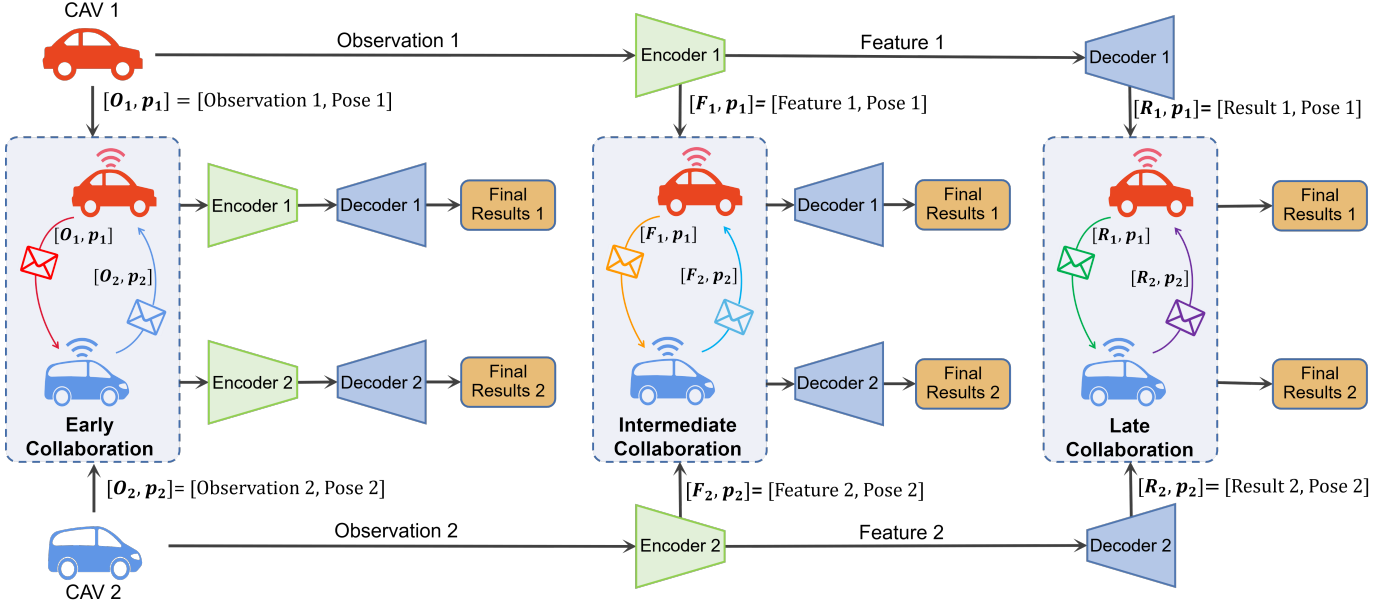 CAV 1
Observation 1
Encoder 1
Feature 1
Decoder 1
[O₁, p₁] = [Observation 1, Pose 1]
[F₁, p₁]= [Feature 1, Pose 1]
[R₁, p₁]= [Result 1, Pose 1]
[O₁, p₁]
[O₂, p₂]
Early
Collaboration
Encoder 1
Decoder 1
Final
Results 1
Encoder 2
Decoder 2
Final
Results 2
[F₁, p₁]
[F₂, p₂]
Intermediate
Collaboration
Decoder 1
Final
Results 1
Decoder 2
Final
Results 2
[R₁, p₁]
[R₂, p₂]
Late
Collaboration
Final
Results 1
Final
Results 2
[O₂, p₂]= [Observation 2, Pose 2]
[F₂, p₂]= [Feature 2, Pose 2]
[R₂, p₂]= [Result 2, Pose 2]
CAV 2
Observation 2
Encoder 2
Feature 2
Decoder 2